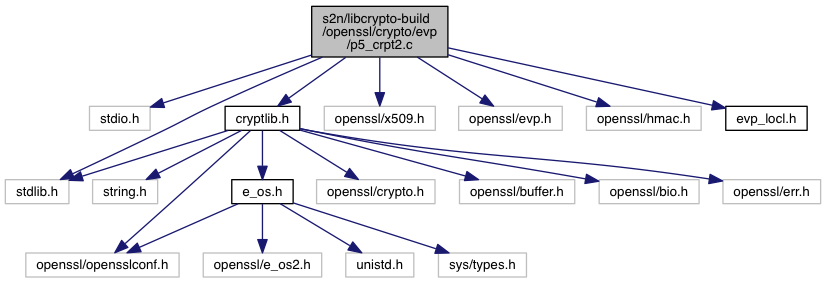 s2n/libcrypto-build
/openssl/crypto/evp
/p5_crpt2.c
stdio.h
cryptlib.h
openssl/x509.h
openssl/evp.h
openssl/hmac.h
evp_locl.h
stdlib.h
string.h
e_os.h
openssl/crypto.h
openssl/buffer.h
openssl/bio.h
openssl/err.h
openssl/opensslconf.h
openssl/e_os2.h
unistd.h
sys/types.h